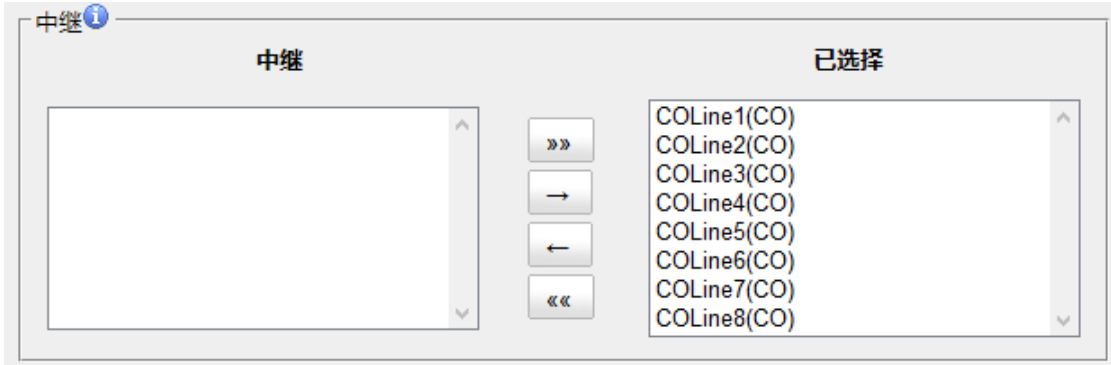 中继
中继 已选择
»»
→
←
««
COLine1(CO)
COLine2(CO)
COLine3(CO)
COLine4(CO)
COLine5(CO)
COLine6(CO)
COLine7(CO)
COLine8(CO)